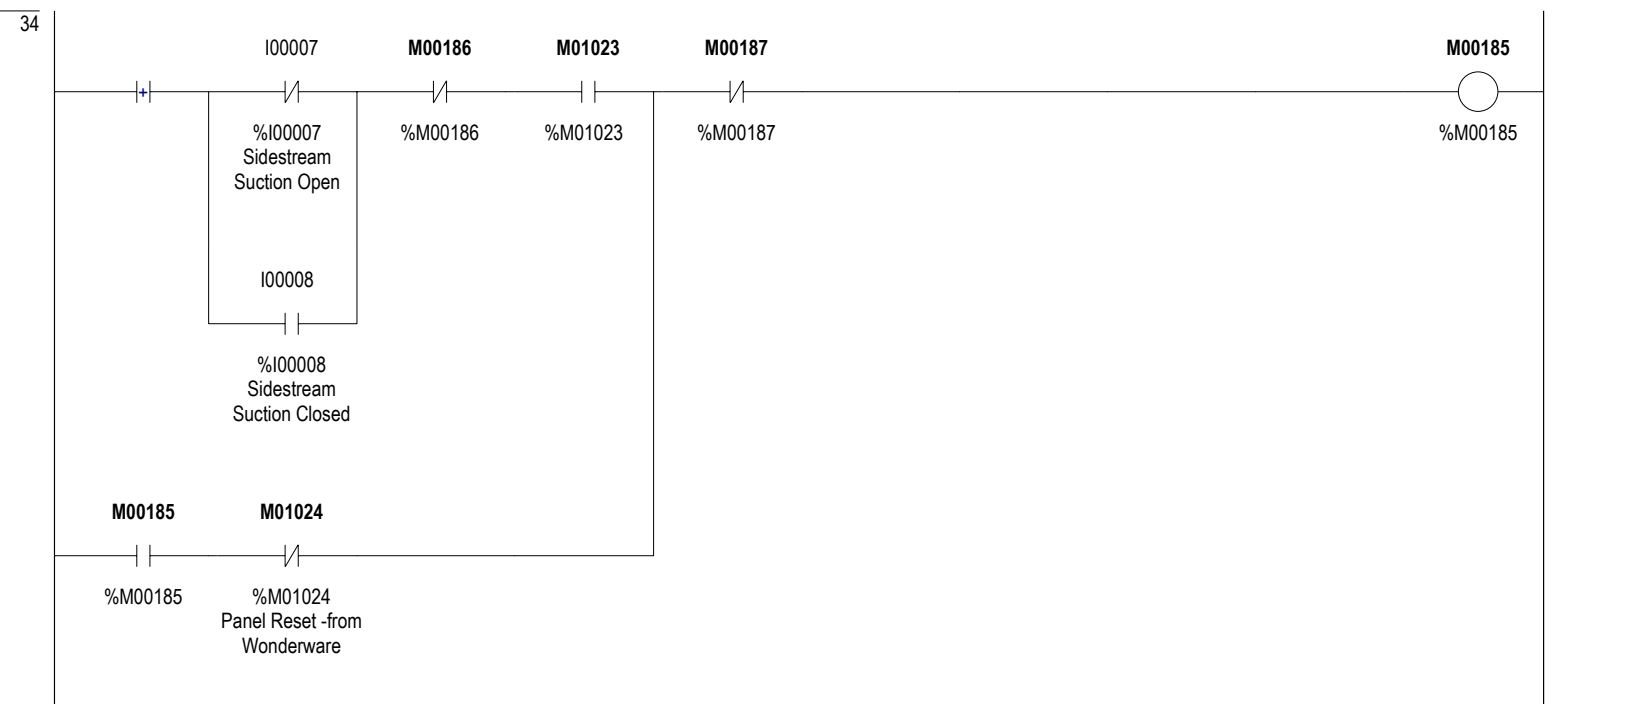 34
I00007
M00186
M01023
M00187
M00185
+
%I00007
%M00186
%M01023
%M00187
%M00185
Sidestream
Suction Open
I00008
%I00008
Sidestream
Suction Closed
M00185
M01024
%M00185
%M01024
Panel Reset -from
Wonderware